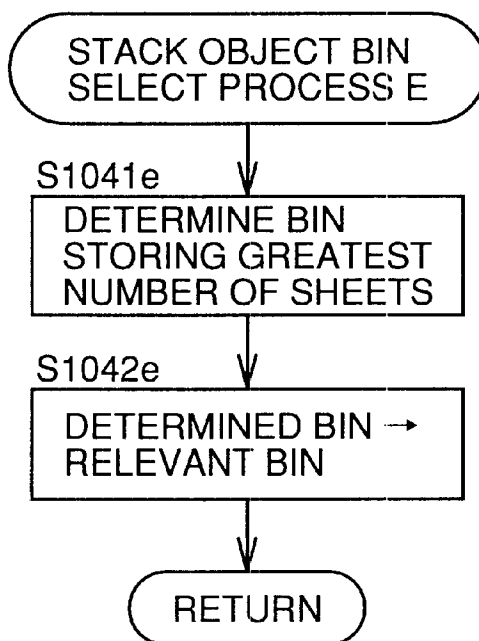 STACK OBJECT BIN
SELECT PROCESS E
S1041e
DETERMINE BIN
STORING GREATEST
NUMBER OF SHEETS
S1042e
DETERMINED BIN →
RELEVANT BIN
RETURN